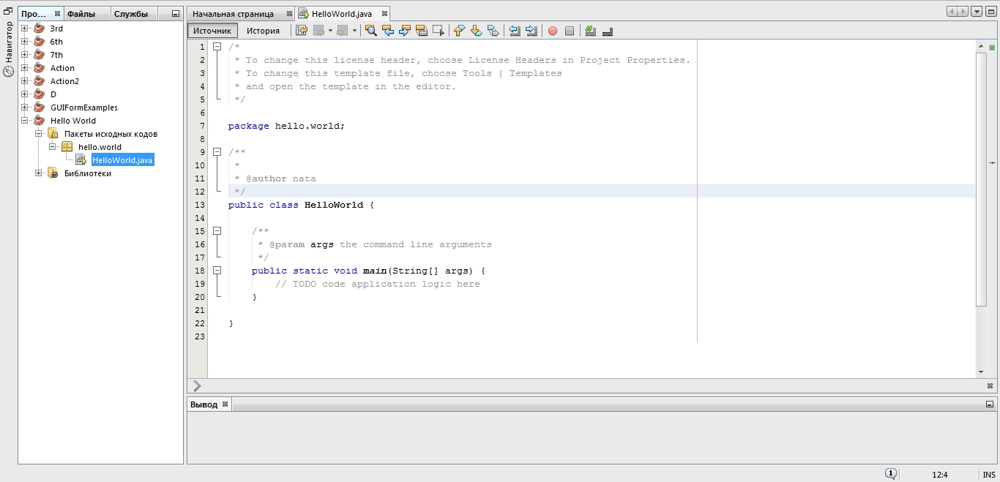 Навигатор
Про...
Файлы
Службы
3rd
6th
7th
Action
Action2
D
GUIFormExamples
Hello World
Пакеты исходных кодов
hello.world
HelloWorld.java
Библиотеки
Начальная страница
HelloWorld.java
Источник
История
1 /*
2 * To change this license header, choose License Headers in Project Properties.
3 * To change this template file, choose Tools | Templates
4 * and open the template in the editor.
5 */
6
7 package hello.world;
8
9 /**
10 *
11 * @author nata
12 */
13 public class HelloWorld {
14
15 /**
16 * @param args the command line arguments
17 */
18 public static void main(String[] args) {
19 // TODO code application logic here
20 }
21
22 }
23
Вывод
1
12:4
INS